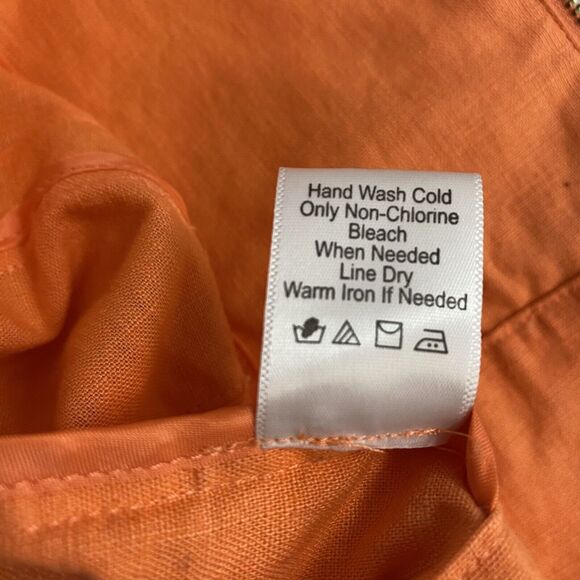 Hand Wash Cold
Only Non-Chlorine
Bleach
When Needed
Line Dry
Warm Iron If Needed